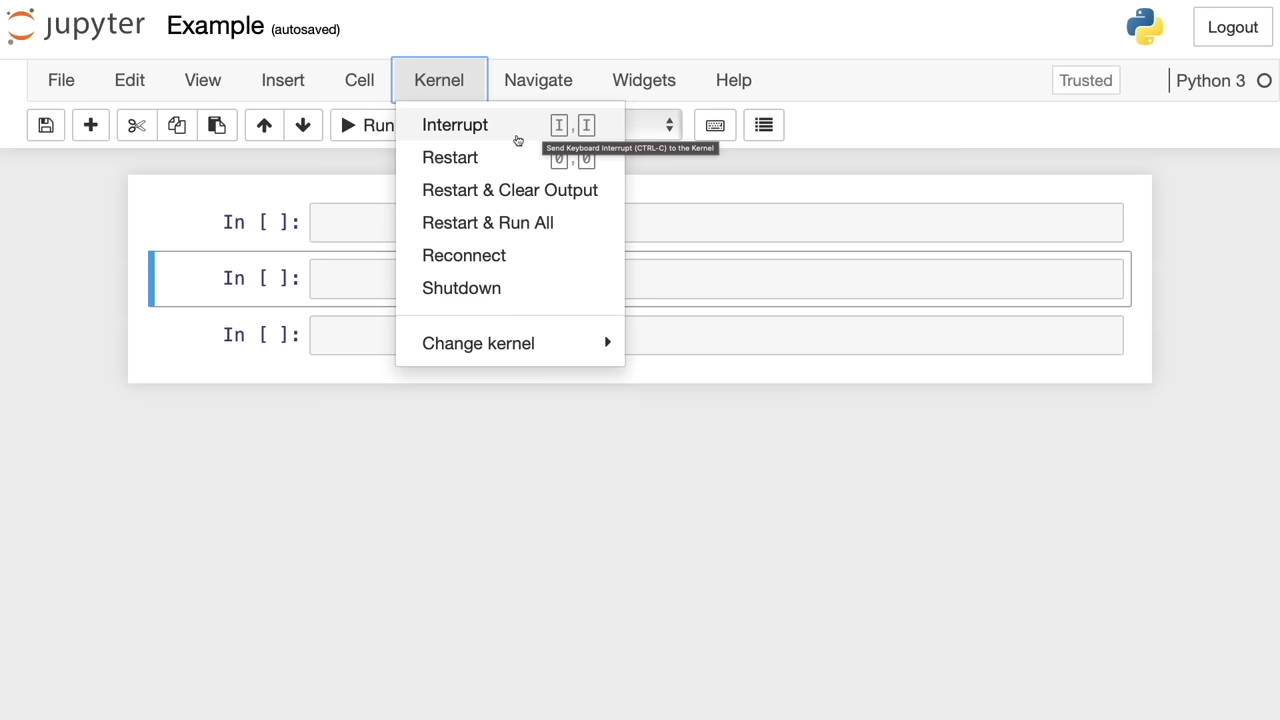 jupyter Example (autosaved) Logout
File Edit View Insert Cell Kernel Navigate Widgets Help Trusted Python 3
Run
Interrupt I,I
Send Keyboard Interrupt (CTRL-C) to the Kernel
Restart 0,0
Restart & Clear Output
Restart & Run All
Reconnect
Shutdown
Change kernel
In [ ]:
In [ ]:
In [ ]: